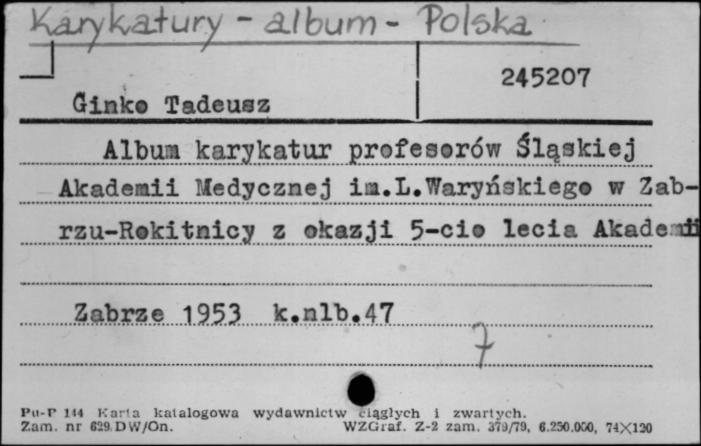 Karykatury - album - Polska
245207
Ginko Tadeusz
Album karykatur profesorów Śląskiej
Akademii Medycznej im.L.Waryńskiego w Zab-
rzu-Rokitnicy z okazji 5-cio lecia Akademii
Zabrze 1953 k.nlb.47
7
Pu-P 144 Karta katalogowa wydawnictw ciągłych i zwartych.
Zam. nr 629.DW/On. WZGraf. Z-2 zam. 379/79, 6.250.000, 74X120